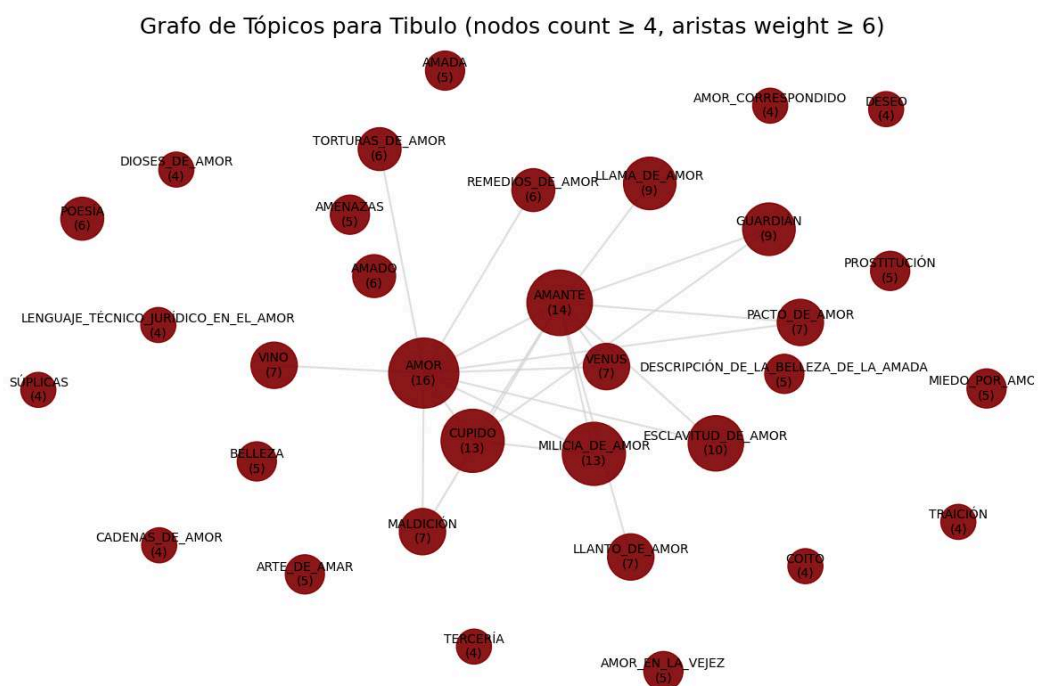 Grafo de Tópicos para Tibulo (nodos count ≥ 4, aristas weight ≥ 6)
AMADA
(5)
AMOR_CORRESPONDIDO
(4)
DESEO
(4)
TORTURAS_DE_AMOR
(6)
DIOSES_DE_AMOR
(4)
REMEDIOS_DE_AMOR
(6)
LLAMA_DE_AMOR
(9)
POESÍA
(6)
AMENAZAS
(5)
GUARDIAN
(9)
AMADO
(6)
PROSTITUCIÓN
(5)
AMANTE
(14)
LENGUAJE_TÉCNICO_JURÍDICO_EN_EL_AMOR
(4)
PACTO_DE_AMOR
(7)
VINO
(7)
AMOR
(16)
VENUS
(7)
DESCRIPCIÓN_DE_LA_BELLEZA_DE_LA_AMADA
(5)
SÚPLICAS
(4)
MIEDO_POR_AMO
(5)
CUPIDO
(13)
MILICIA_DE_AMOR
(13)
ESCLAVITUD_DE_AMOR
(10)
BELLEZA
(5)
MALDICIÓN
(7)
TRAICIÓN
(4)
CADENAS_DE_AMOR
(4)
LLANTO_DE_AMOR
(7)
COITO
(4)
ARTE_DE_AMAR
(5)
TERCERÍA
(4)
AMOR_EN_LA_VEJEZ
(5)